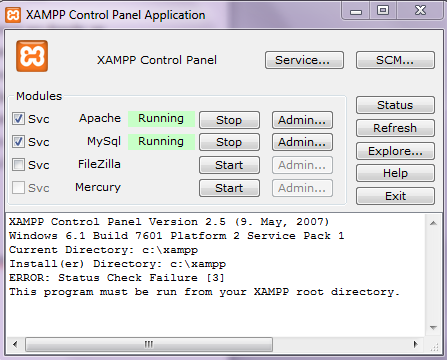 XAMPP Control Panel Application
XAMPP Control Panel
Service...
SCM...
Modules
Svc Apache Running Stop Admin...
Svc MySql Running Stop Admin...
Svc FileZilla Start Admin...
Svc Mercury Start Admin...
Status
Refresh
Explore...
Help
Exit
XAMPP Control Panel Version 2.5 (9. May, 2007)
Windows 6.1 Build 7601 Platform 2 Service Pack 1
Current Directory: c:\xampp
Install(er) Directory: c:\xampp
ERROR: Status Check Failure [3]
This program must be run from your XAMPP root directory.